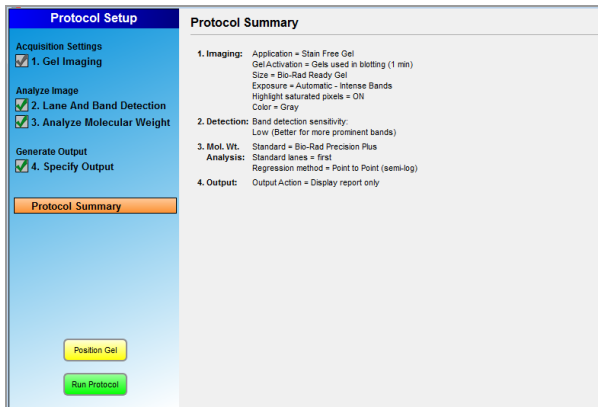 Protocol Setup
Acquisition Settings
1. Gel Imaging
Analyze Image
2. Lane And Band Detection
3. Analyze Molecular Weight
Generate Output
4. Specify Output
Protocol Summary
Position Gel
Run Protocol
Protocol Summary
1. Imaging: Application = Stain Free Gel
Gel Activation = Gels used in blotting (1 min)
Size = Bio-Rad Ready Gel
Exposure = Automatic - Intense Bands
Highlight saturated pixels = ON
Color = Gray
2. Detection: Band detection sensitivity:
Low (Better for more prominent bands)
3. Mol. Wt. Standard = Bio-Rad Precision Plus
Analysis: Standard lanes = first
Regression method = Point to Point (semi-log)
4. Output: Output Action = Display report only